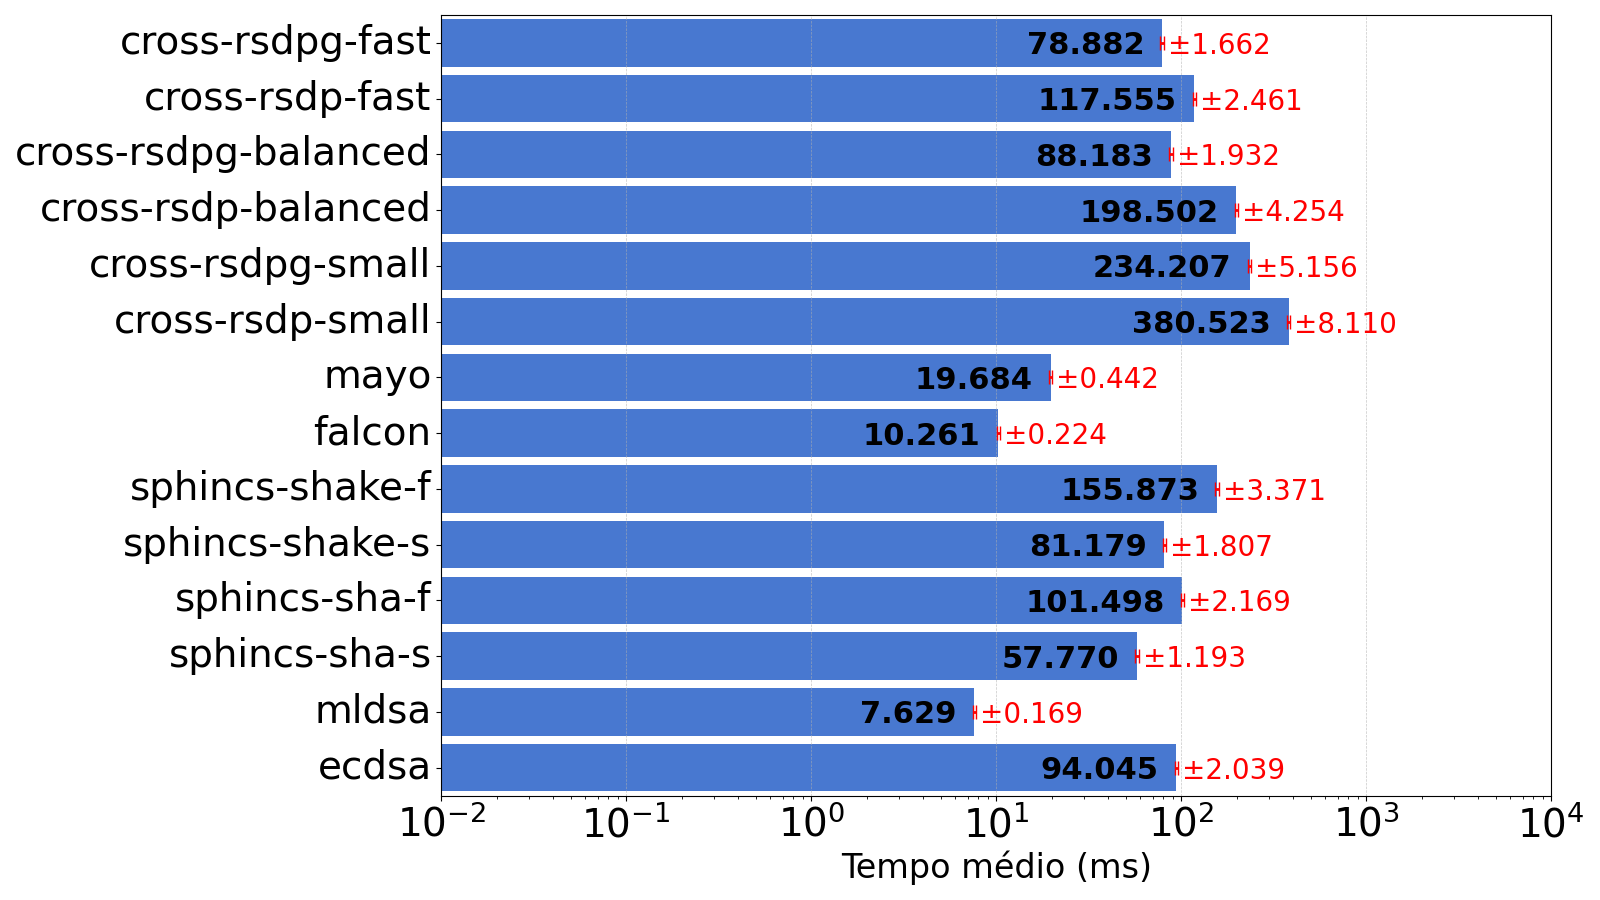 cross-rsdpg-fast 78.882 ±1.662
cross-rsdp-fast 117.555 ±2.461
cross-rsdpg-balanced 88.183 ±1.932
cross-rsdp-balanced 198.502 ±4.254
cross-rsdpg-small 234.207 ±5.156
cross-rsdp-small 380.523 ±8.110
mayo 19.684 ±0.442
falcon 10.261 ±0.224
sphincs-shake-f 155.873 ±3.371
sphincs-shake-s 81.179 ±1.807
sphincs-sha-f 101.498 ±2.169
sphincs-sha-s 57.770 ±1.193
mldsa 7.629 ±0.169
ecdsa 94.045 ±2.039
10⁻² 10⁻¹ 10⁰ 10¹ 10² 10³ 10⁴
Tempo médio (ms)